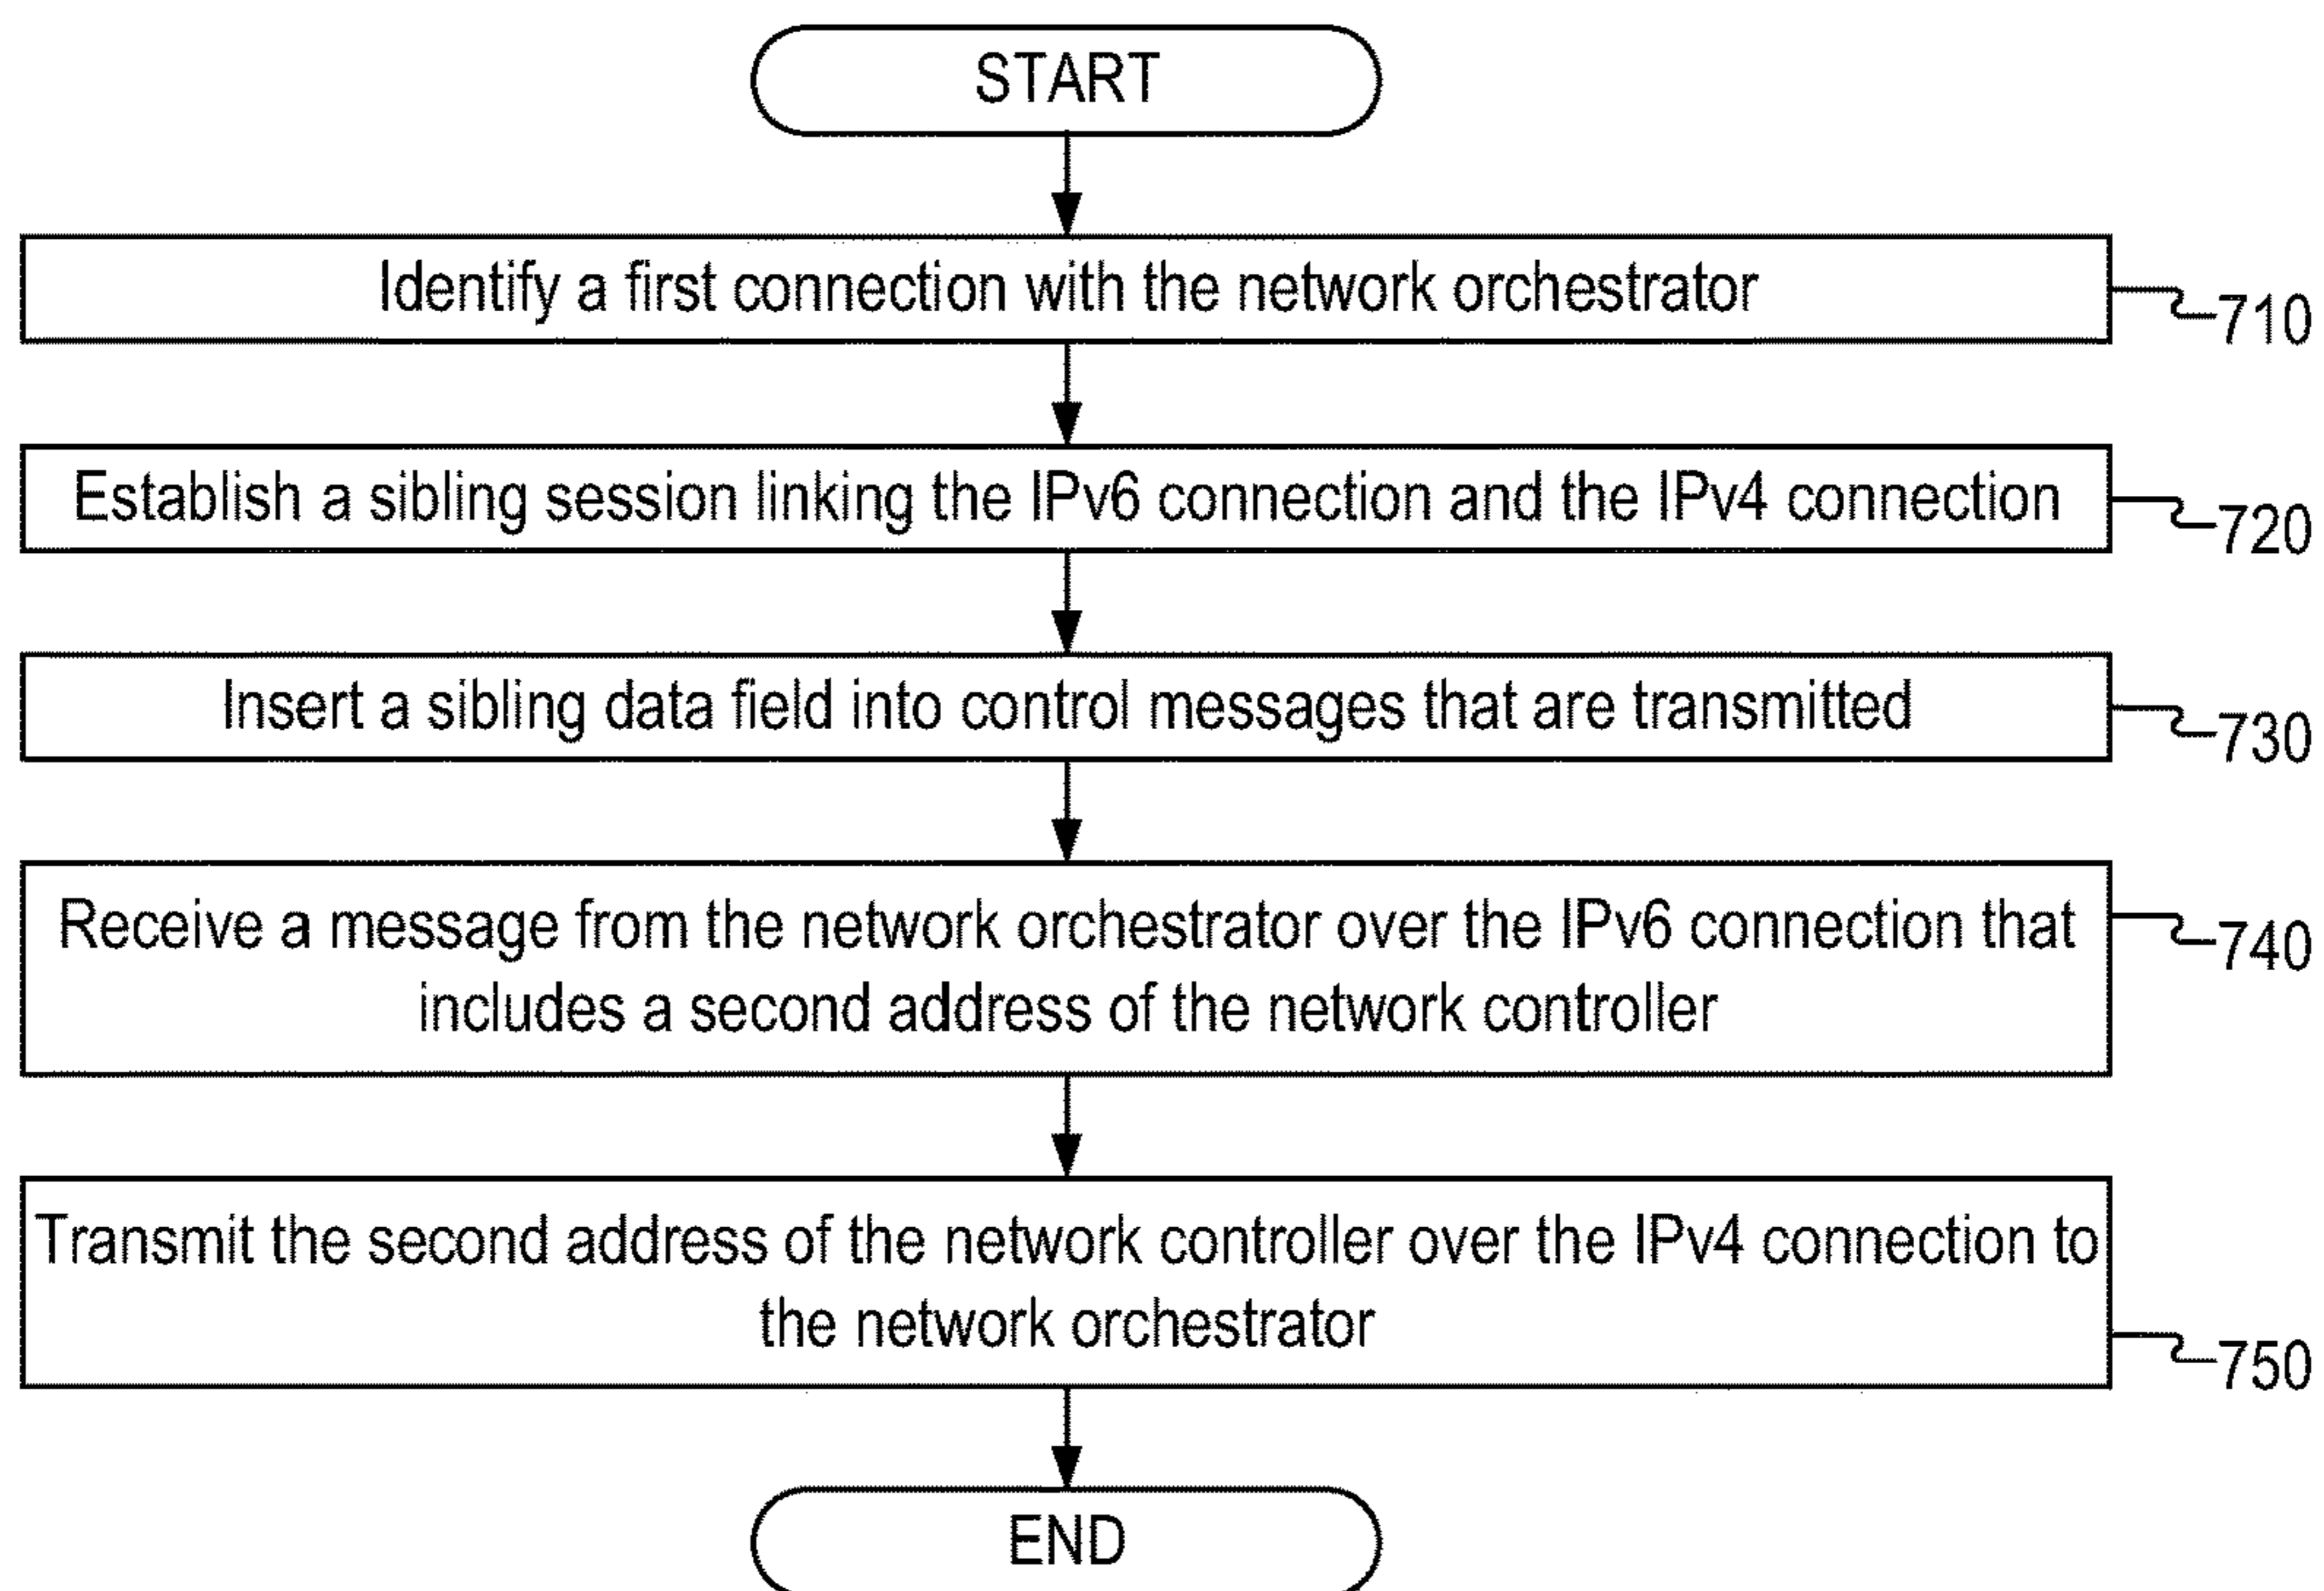 START
Identify a first connection with the network orchestrator
710
Establish a sibling session linking the IPv6 connection and the IPv4 connection
720
Insert a sibling data field into control messages that are transmitted
730
Receive a message from the network orchestrator over the IPv6 connection that
includes a second address of the network controller
740
Transmit the second address of the network controller over the IPv4 connection to
the network orchestrator
750
END